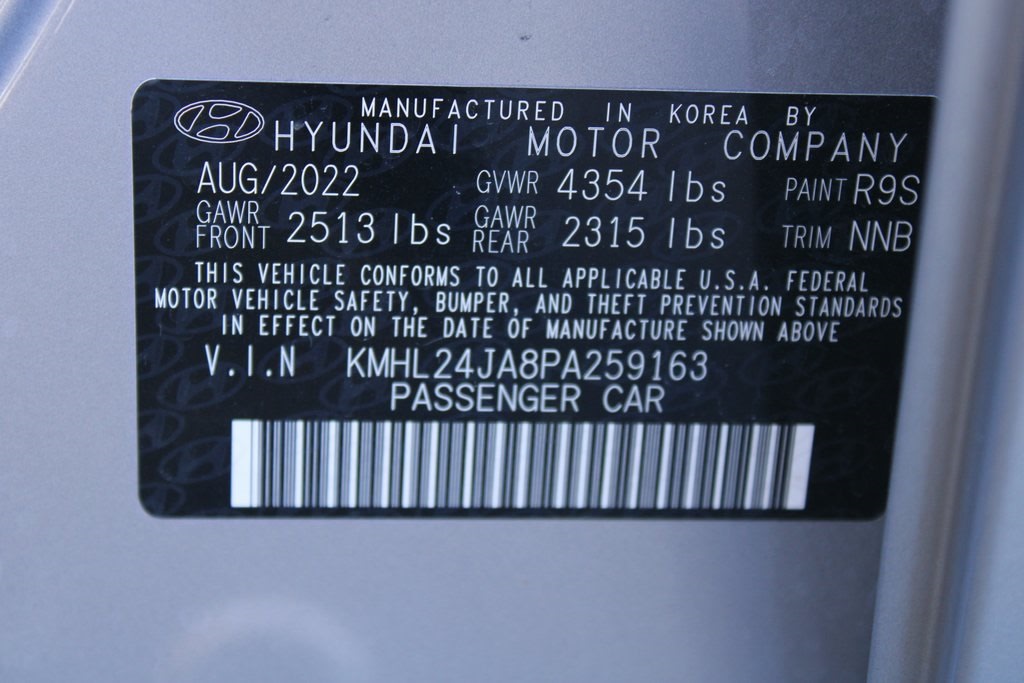 MANUFACTURED IN KOREA BY
HYUNDAI MOTOR COMPANY
AUG/2022 GVWR 4354 lbs PAINT R9S
GAWR FRONT 2513 lbs GAWR REAR 2315 lbs TRIM NNB
THIS VEHICLE CONFORMS TO ALL APPLICABLE U.S.A. FEDERAL
MOTOR VEHICLE SAFETY, BUMPER, AND THEFT PREVENTION STANDARDS
IN EFFECT ON THE DATE OF MANUFACTURE SHOWN ABOVE
V.I.N KMHL24JA8PA259163
PASSENGER CAR